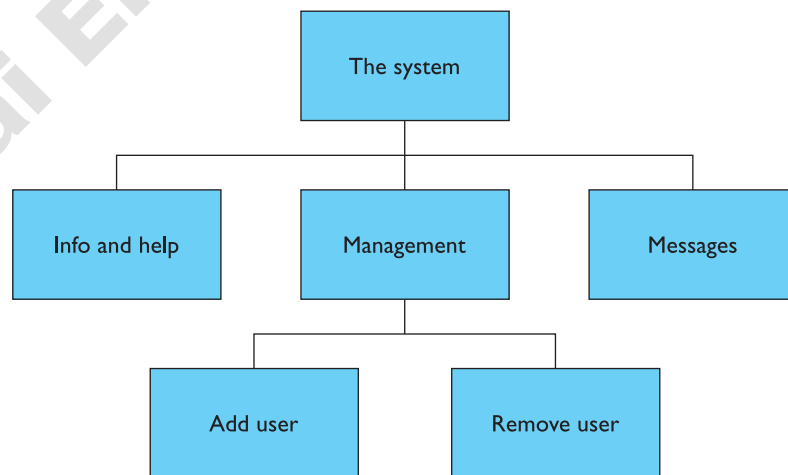 The system
Info and help
Management
Messages
Add user
Remove user